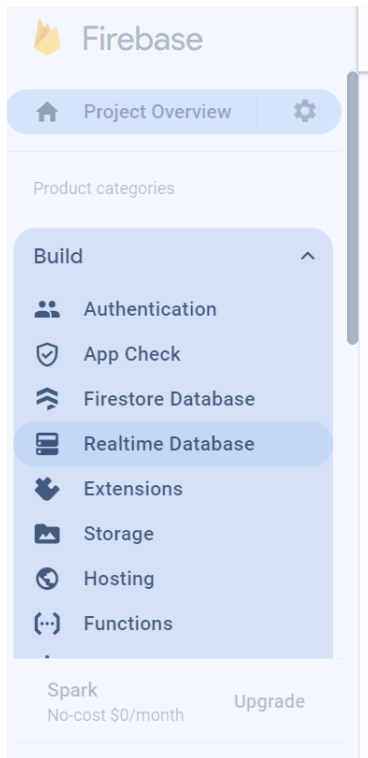 Firebase
Project Overview
Product categories
Build
Authentication
App Check
Firestore Database
Realtime Database
Extensions
Storage
Hosting
Functions
Spark
No-cost $0/month
Upgrade